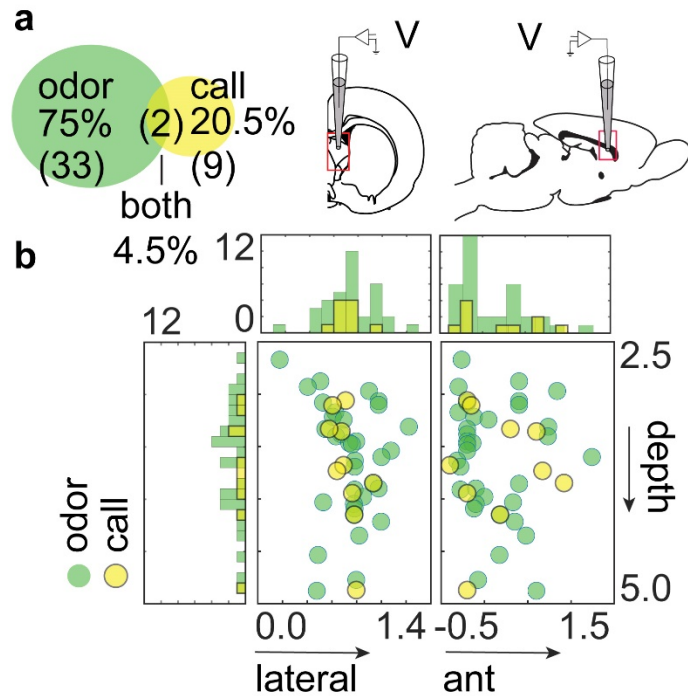 a
V
V
odor
call
75%
(2)
20.5%
(33)
(9)
both
4.5%
b
12
0
12
2.5
depth
5.0
odor
call
0.0
1.4
-0.5
1.5
lateral
ant